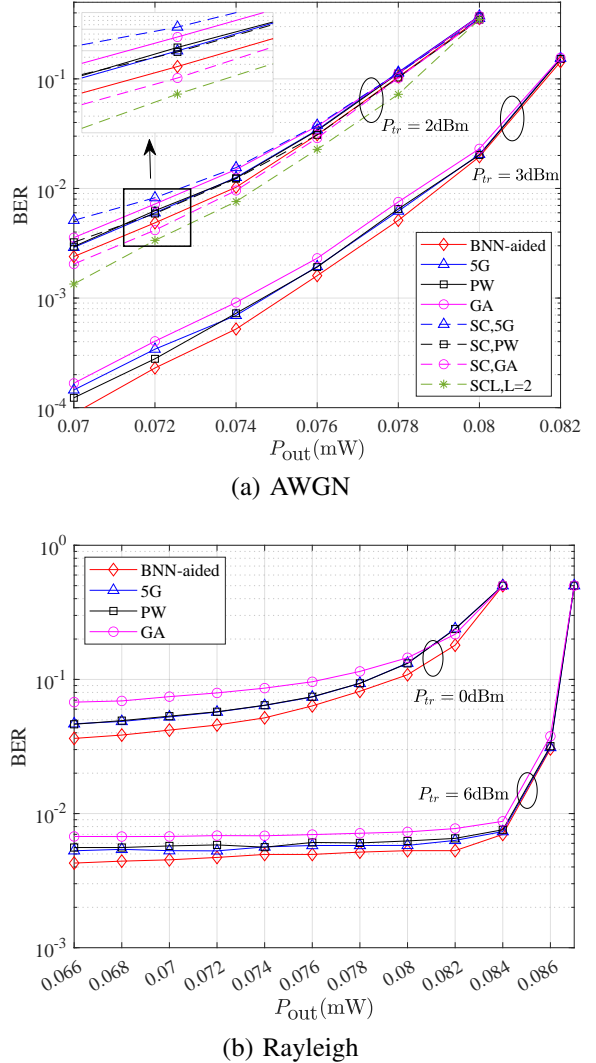 10^-1
10^-2
10^-3
10^-4
BER
P_tr = 2dBm
P_tr = 3dBm
BNN-aided
5G
PW
GA
SC,5G
SC,PW
SC,GA
SCL,L=2
0.07 0.072 0.074 0.076 0.078 0.08 0.082
P_out(mW)
(a) AWGN
10^0
10^-1
10^-2
10^-3
BER
BNN-aided
5G
PW
GA
P_tr = 0dBm
P_tr = 6dBm
0.066 0.068 0.07 0.072 0.074 0.076 0.078 0.08 0.082 0.084 0.086
P_out(mW)
(b) Rayleigh